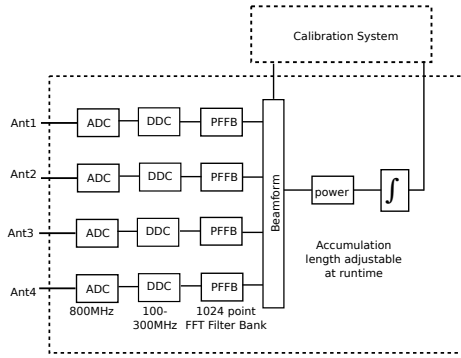 Calibration System
Ant1
ADC
DDC
PFFB
Ant2
ADC
DDC
PFFB
Beamform
power
∫
Ant3
ADC
DDC
PFFB
Accumulation
length adjustable
at runtime
Ant4
ADC
DDC
PFFB
800MHz
100-
300MHz
1024 point
FFT Filter Bank